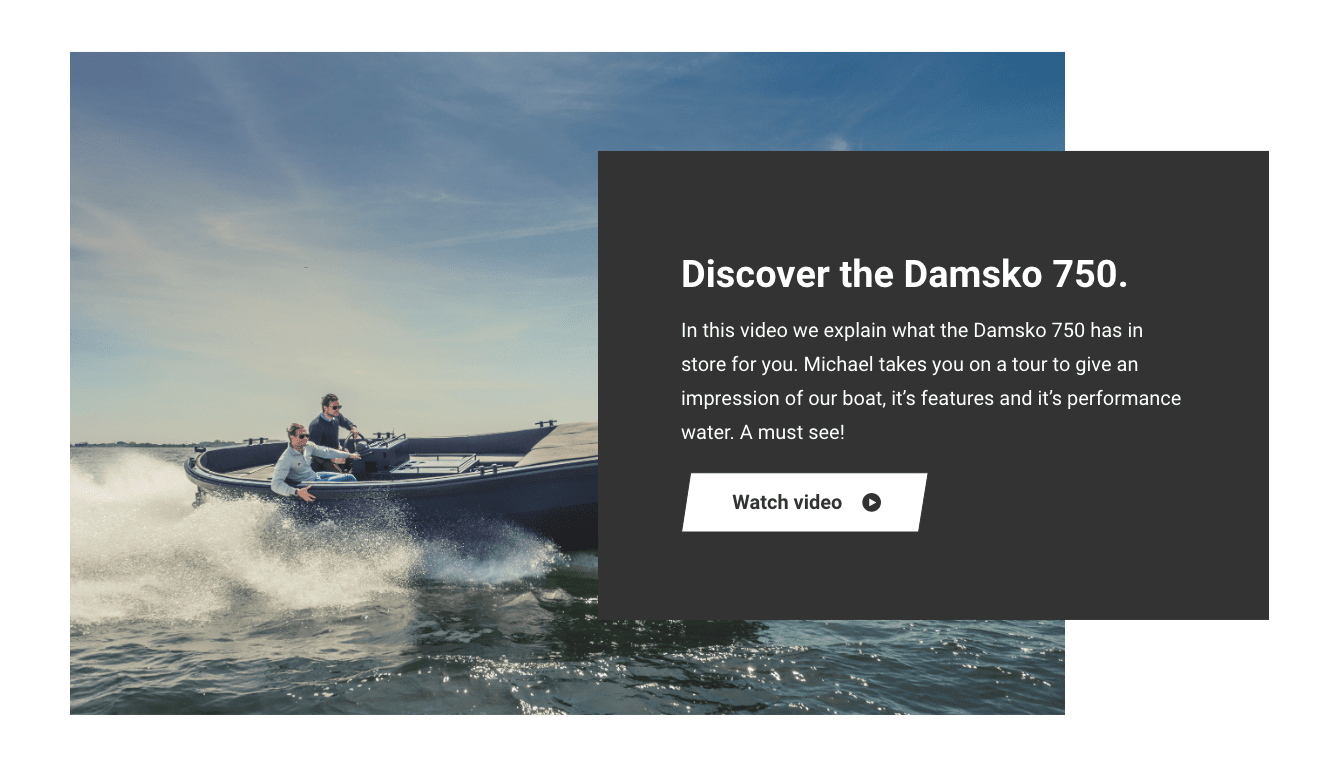 Discover the Damsko 750.
In this video we explain what the Damsko 750 has in
store for you. Michael takes you on a tour to give an
impression of our boat, it’s features and it’s performance
water. A must see!
Watch video